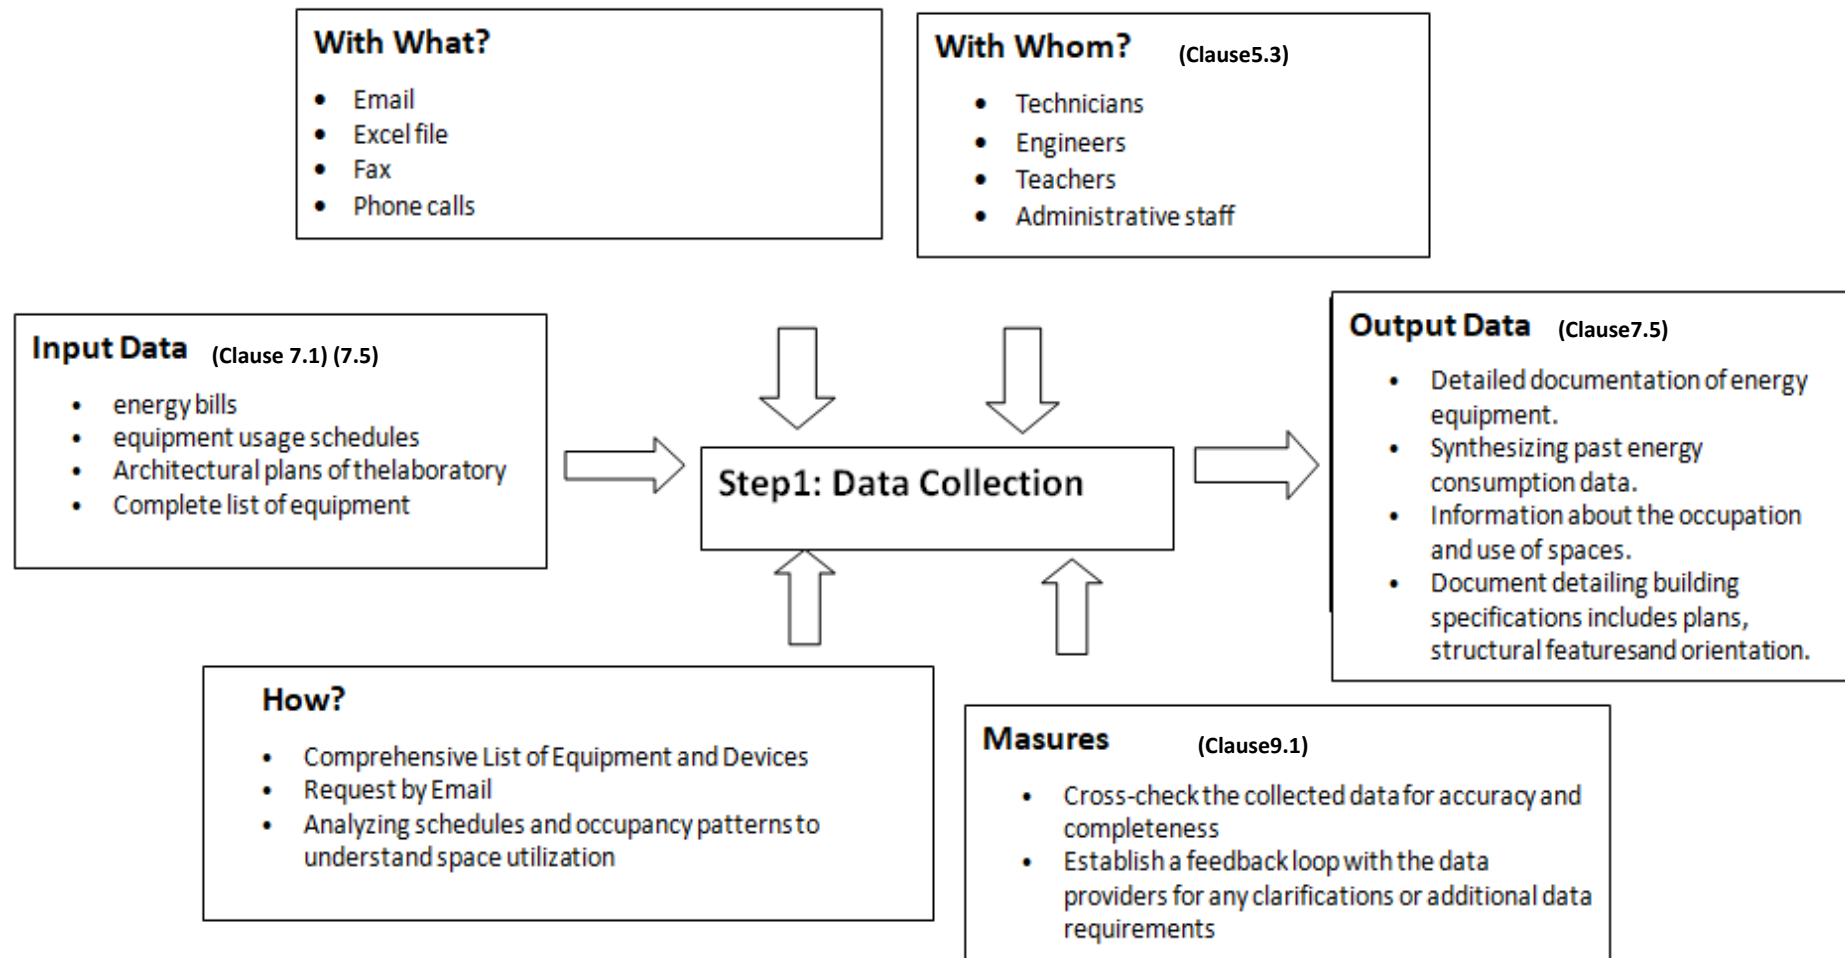 With What?
• Email
• Excel file
• Fax
• Phone calls
With Whom? (Clause5.3)
• Technicians
• Engineers
• Teachers
• Administrative staff
Input Data (Clause 7.1) (7.5)
• energy bills
• equipment usage schedules
• Architectural plans of thelaboratory
• Complete list of equipment
Step1: Data Collection
Output Data (Clause7.5)
• Detailed documentation of energy
equipment.
• Synthesizing past energy
consumption data.
• Information about the occupation
and use of spaces.
• Document detailing building
specifications includes plans,
structural featuresand orientation.
How?
• Comprehensive List of Equipment and Devices
• Request by Email
• Analyzing schedules and occupancy patterns to
understand space utilization
Masures (Clause9.1)
• Cross-check the collected data for accuracy and
completeness
• Establish a feedback loop with the data
providers for any clarifications or additional data
requirements